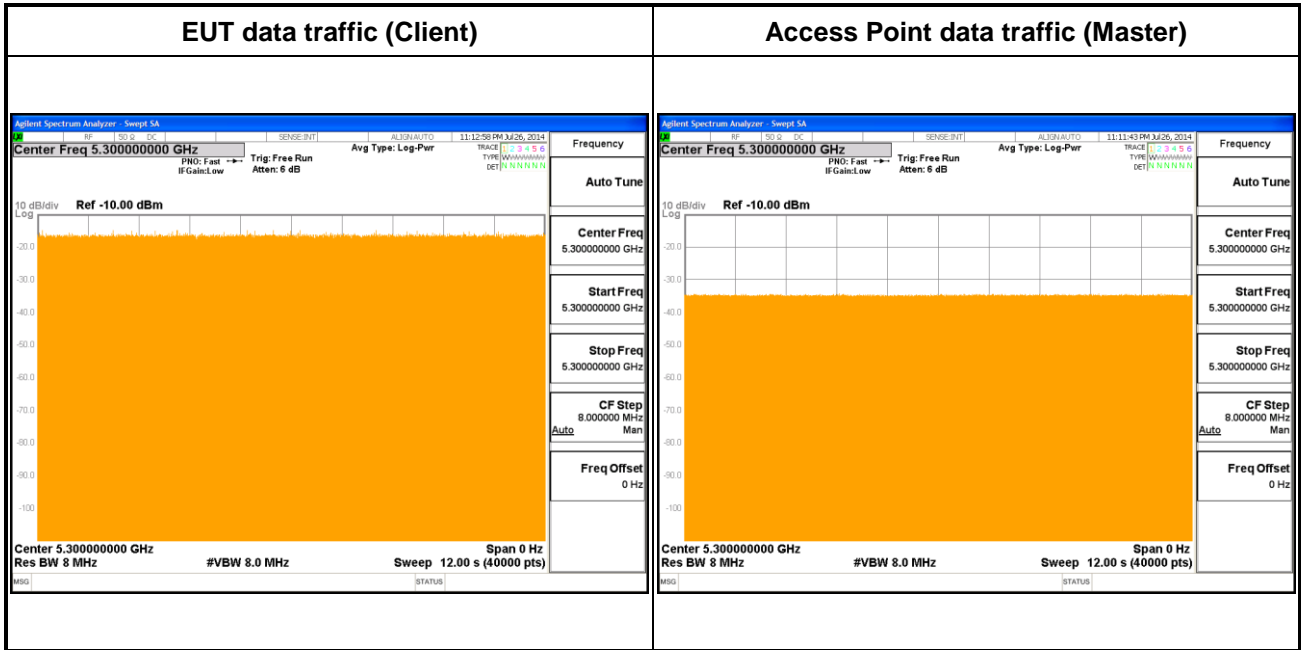 EUT data traffic (Client)
Access Point data traffic (Master)
Agilent Spectrum Analyzer - Swept SA
RF 50 Ω DC SENSE:INT ALIGNAUTO 11:12:58 PM Jul 26, 2014
Center Freq 5.300000000 GHz Avg Type: Log-Pwr TRACE 1 2 3 4 5 6
PNO: Fast Trig: Free Run TYPE
IFGain:Low Atten: 6 dB DET N N N N N N
10 dB/div Ref -10.00 dBm
Log
-20.0
-30.0
-40.0
-50.0
-60.0
-70.0
-80.0
-90.0
-100
Center 5.300000000 GHz Span 0 Hz
Res BW 8 MHz #VBW 8.0 MHz Sweep 12.00 s (40000 pts)
MSG STATUS
Frequency
Auto Tune
Center Freq
5.300000000 GHz
Start Freq
5.300000000 GHz
Stop Freq
5.300000000 GHz
CF Step
8.000000 MHz
Auto Man
Freq Offset
0 Hz
Agilent Spectrum Analyzer - Swept SA
RF 50 Ω DC SENSE:INT ALIGNAUTO 11:11:43 PM Jul 26, 2014
Center Freq 5.300000000 GHz Avg Type: Log-Pwr TRACE 1 2 3 4 5 6
PNO: Fast Trig: Free Run TYPE
IFGain:Low Atten: 6 dB DET N N N N N N
10 dB/div Ref -10.00 dBm
Log
-20.0
-30.0
-40.0
-50.0
-60.0
-70.0
-80.0
-90.0
-100
Center 5.300000000 GHz Span 0 Hz
Res BW 8 MHz #VBW 8.0 MHz Sweep 12.00 s (40000 pts)
MSG STATUS
Frequency
Auto Tune
Center Freq
5.300000000 GHz
Start Freq
5.300000000 GHz
Stop Freq
5.300000000 GHz
CF Step
8.000000 MHz
Auto Man
Freq Offset
0 Hz